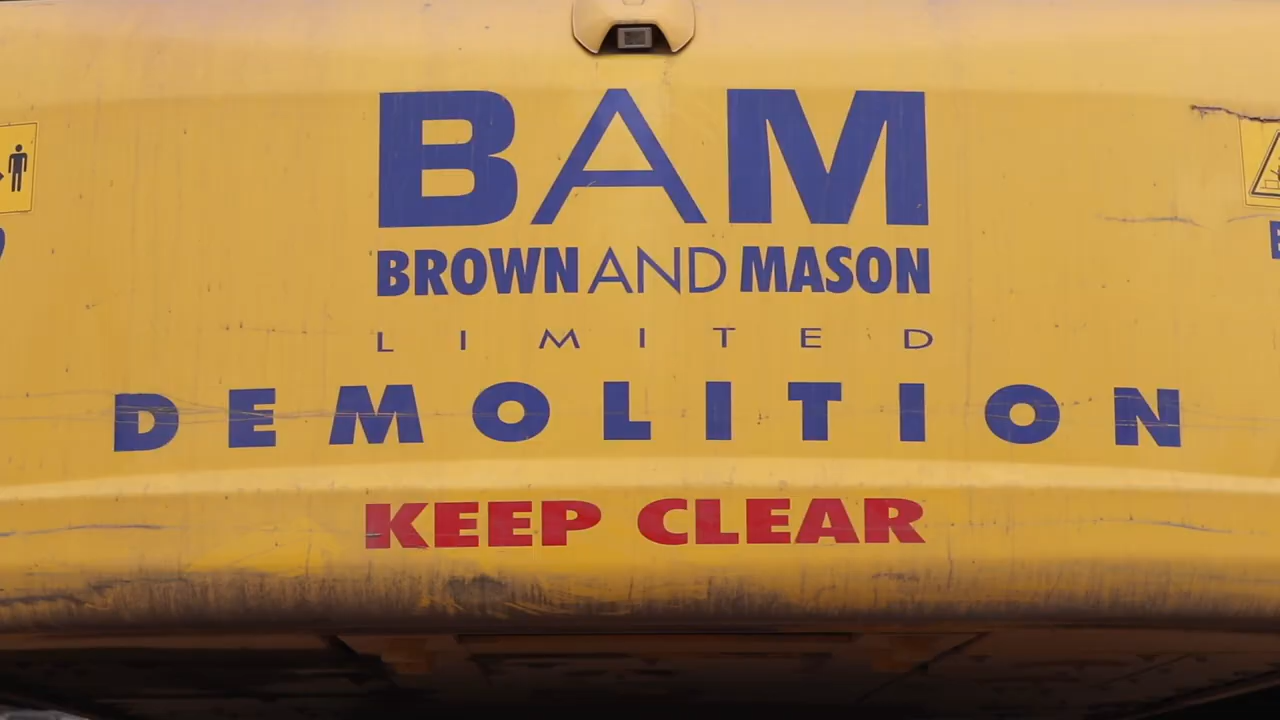 BAM
BROWN AND MASON
LIMITED
DEMOLITION
KEEP CLEAR